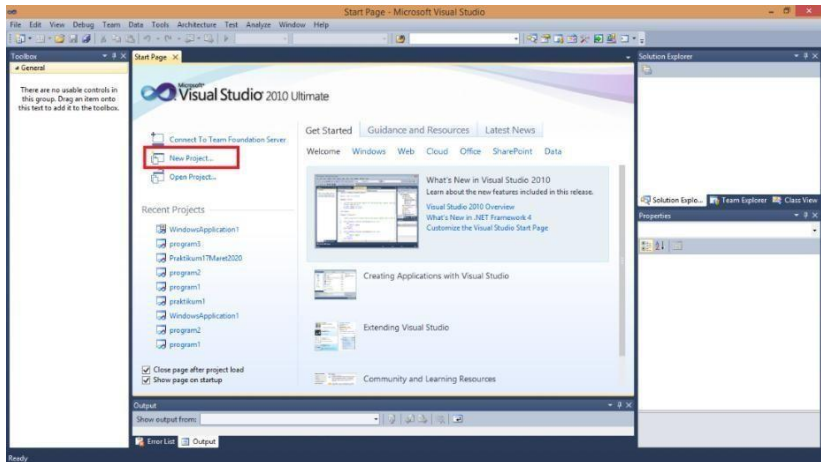 Start Page - Microsoft Visual Studio
File Edit View Debug Team Data Tools Architecture Test Analyze Window Help
Toolbox
General
There are no usable controls in
this group. Drag an item onto
this text to add it to the toolbox.
Start Page
Microsoft
Visual Studio 2010 Ultimate
Connect To Team Foundation Server
New Project...
Open Project...
Recent Projects
WindowsApplication1
program3
Praktikum17Maret2020
program2
program1
praktikum1
WindowsApplication1
program2
program1
Close page after project load
Show page on startup
Get Started Guidance and Resources Latest News
Welcome Windows Web Cloud Office SharePoint Data
What's New in Visual Studio 2010
Learn about the new features included in this release.
Visual Studio 2010 Overview
What's New in .NET Framework 4
Customize the Visual Studio Start Page
Creating Applications with Visual Studio
Extending Visual Studio
Community and Learning Resources
Output
Show output from:
Error List Output
Solution Explorer
Solution Explo... Team Explorer Class View
Properties
Ready